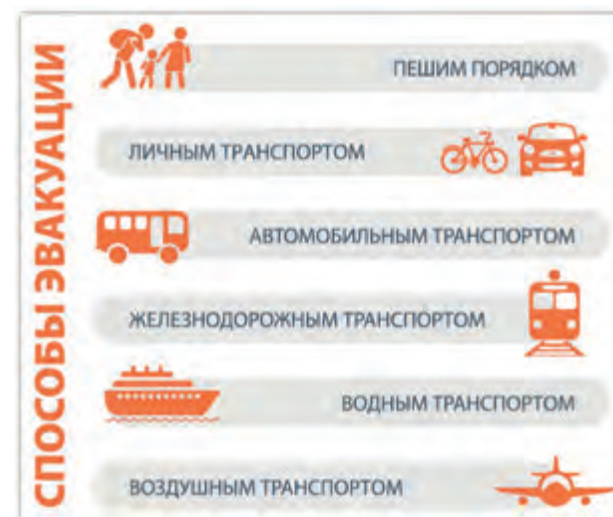 СПОСОБЫ ЭВАКУАЦИИ
ПЕШИМ ПОРЯДКОМ
ЛИЧНЫМ ТРАНСПОРТОМ
АВТОМОБИЛЬНЫМ ТРАНСПОРТОМ
ЖЕЛЕЗНОДОРОЖНЫМ ТРАНСПОРТОМ
ВОДНЫМ ТРАНСПОРТОМ
ВОЗДУШНЫМ ТРАНСПОРТОМ